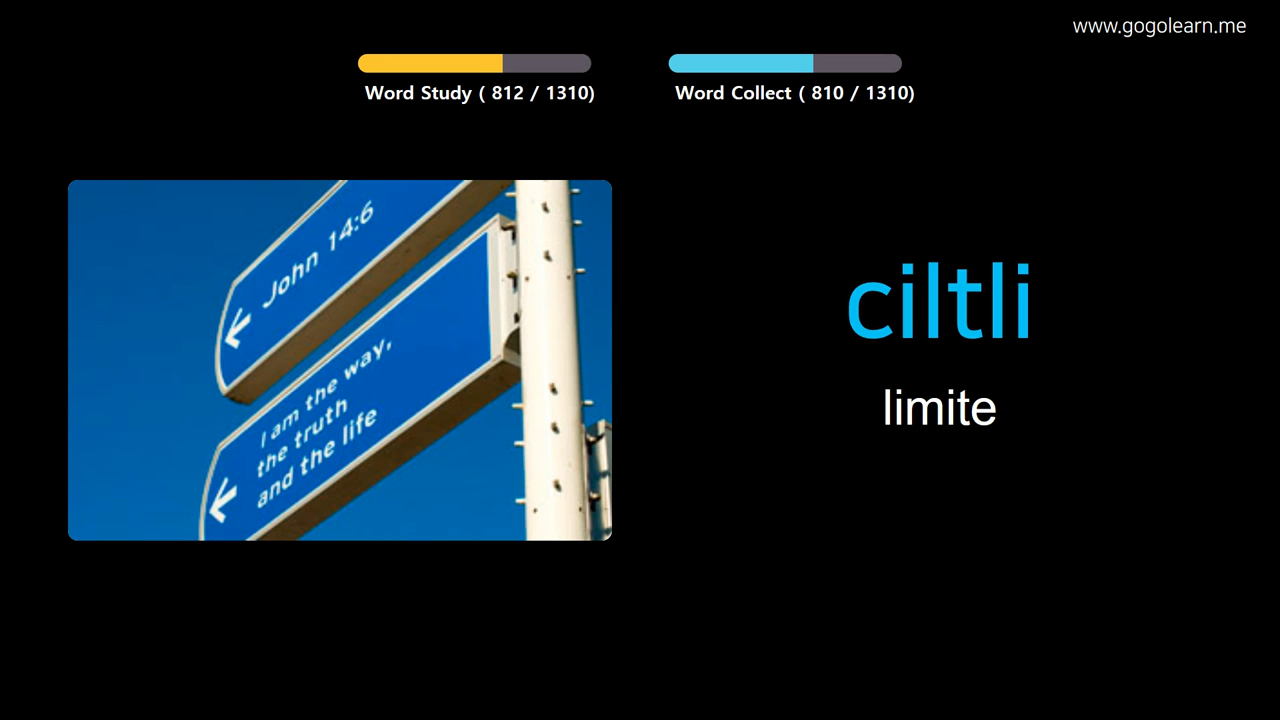 www.gogolearn.me
Word Study ( 812 / 1310)
Word Collect ( 810 / 1310)
John 14:6
I am the way,
the truth
and the life
ciltli
limite